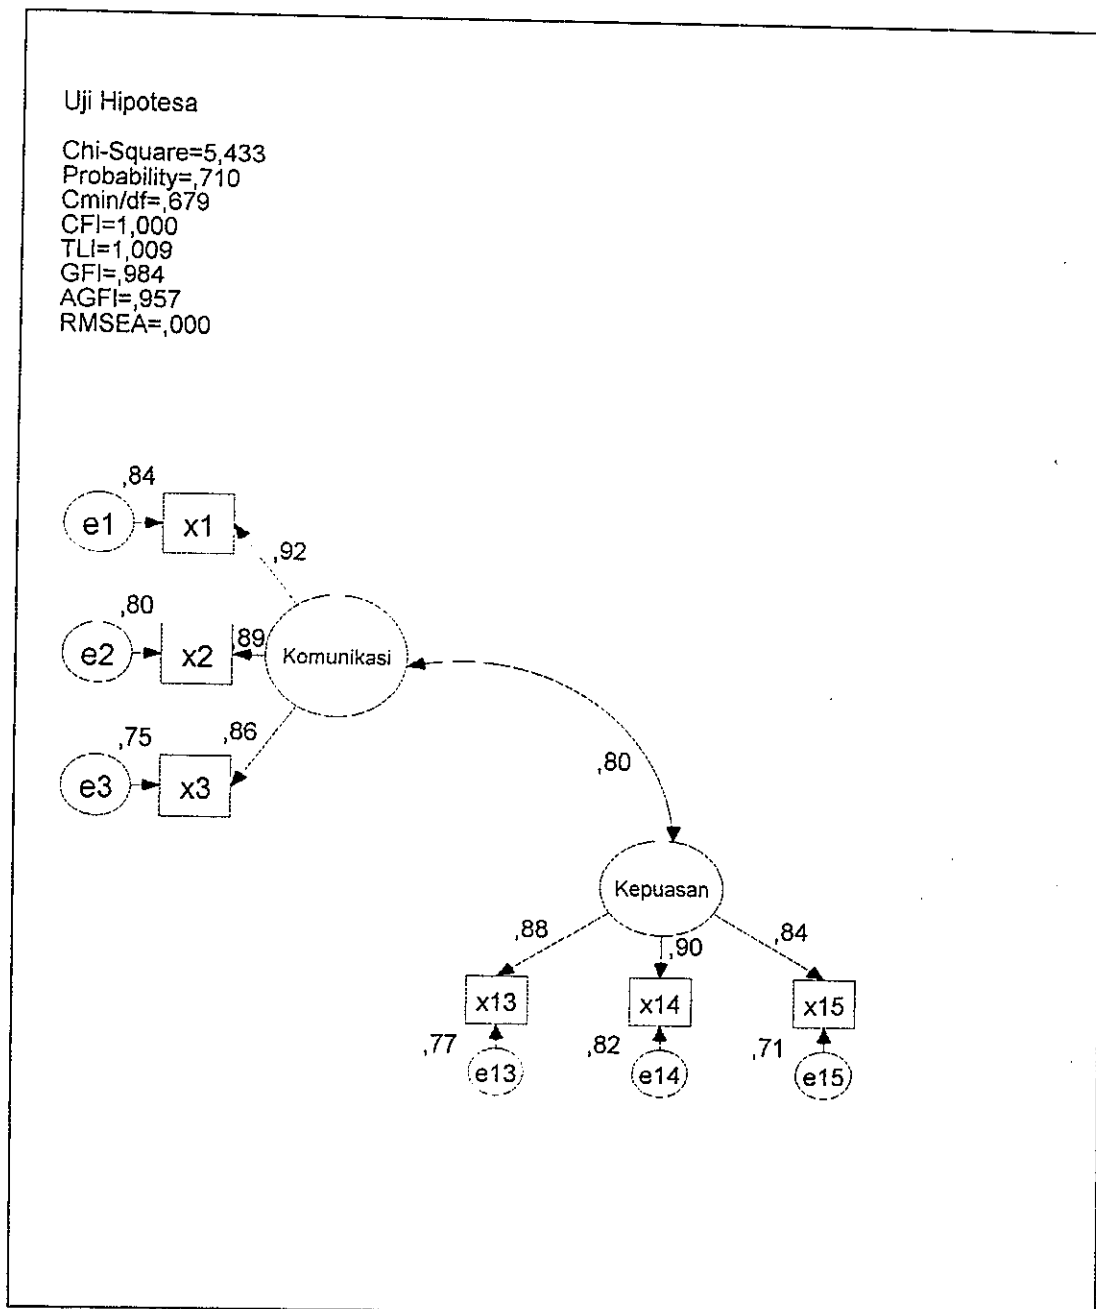 Uji Hipotesa
Chi-Square=5,433
Probability=,710
Cmin/df=,679
CFI=1,000
TLI=1,009
GFI=,984
AGFI=,957
RMSEA=,000
,84
e1
x1
,92
,80
e2
x2
,89
Komunikasi
,75
,86
e3
x3
,80
Kepuasan
,88
,90
,84
x13
x14
x15
,77
,82
,71
e13
e14
e15